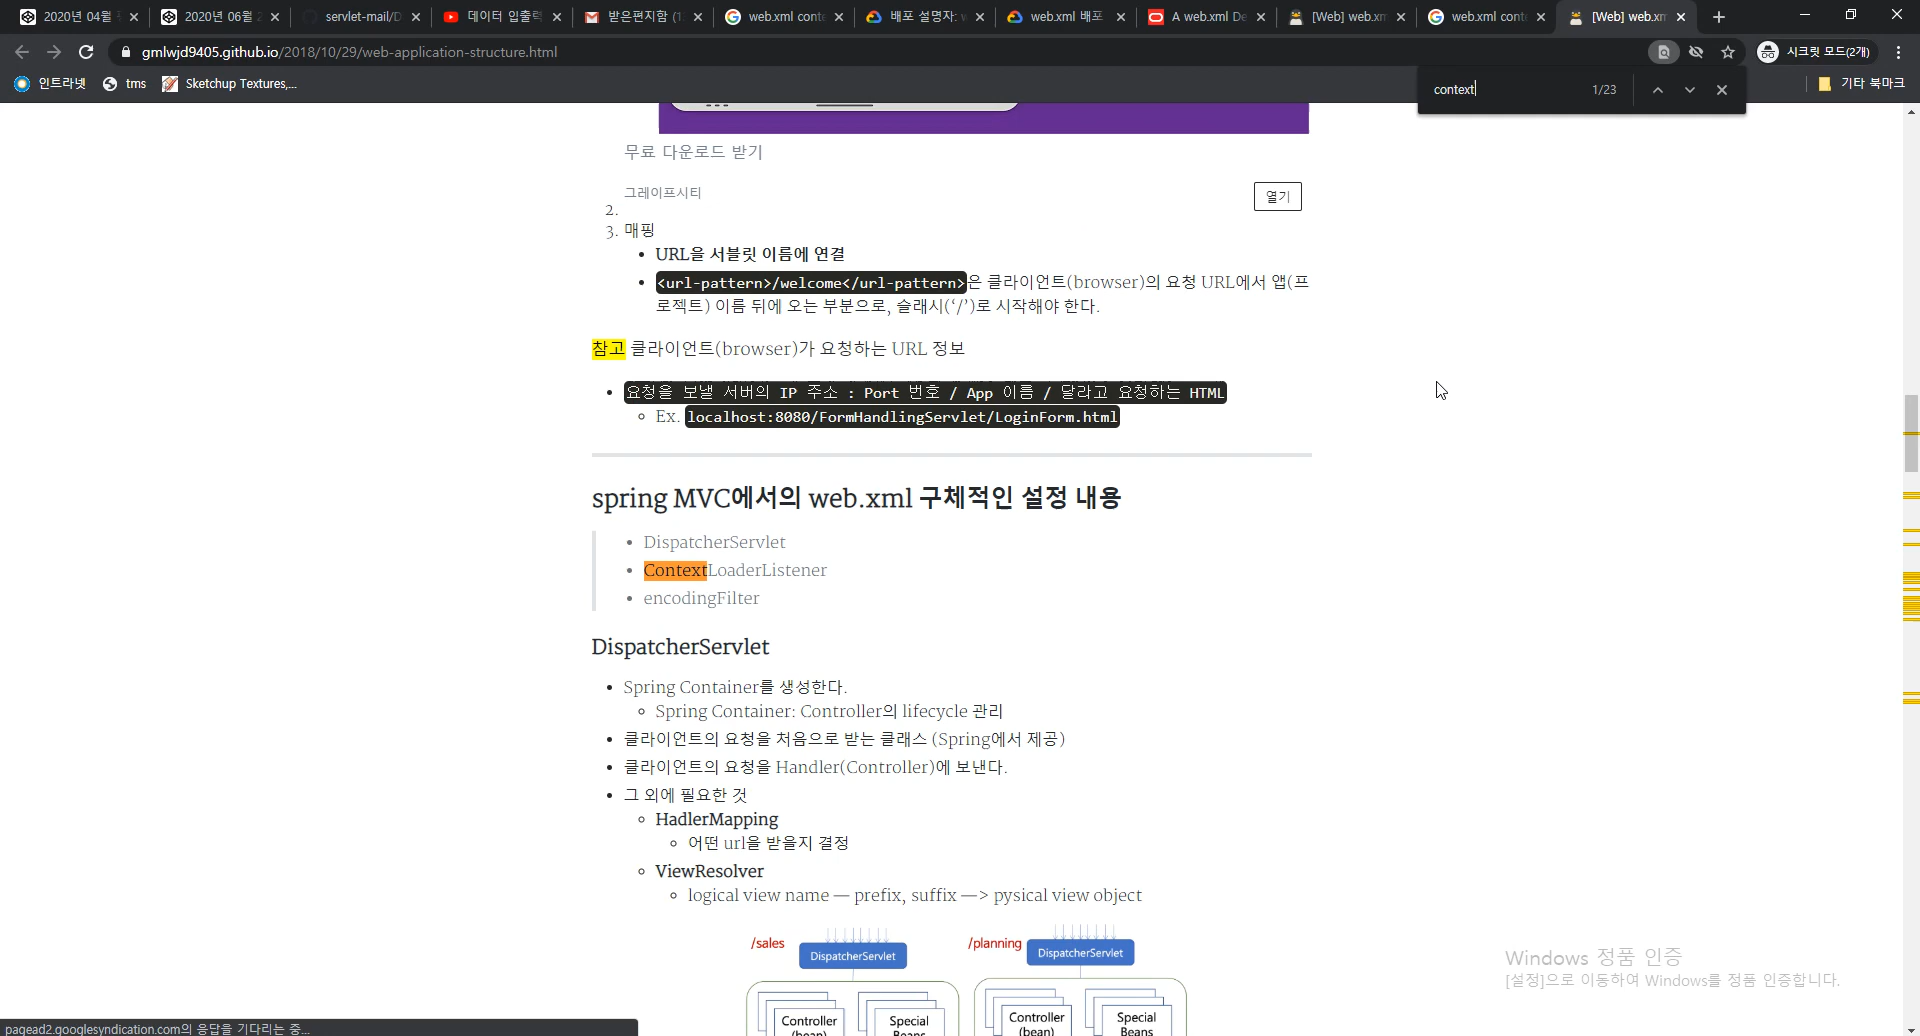 2020년 04월
2020년 06월
servlet-mail/D
데이터 입출력
받은편지함 (1
web.xml conte
배포 설명자: w
web.xml 배포
A web.xml De
[Web] web.xm
web.xml conte
[Web] web.xm
gmlwjd9405.github.io/2018/10/29/web-application-structure.html
시크릿 모드(2개)
인트라넷
tms
Sketchup Textures,...
기타 북마크
context
1/23
무료 다운로드 받기
그레이프시티
열기
2.
3. 매핑
• URL을 서블릿 이름에 연결
• <url-pattern>/welcome</url-pattern>은 클라이언트(browser)의 요청 URL에서 앱(프
로젝트) 이름 뒤에 오는 부분으로, 슬래시(‘/’)로 시작해야 한다.
참고 클라이언트(browser)가 요청하는 URL 정보
• 요청을 보낼 서버의 IP 주소 : Port 번호 / App 이름 / 달라고 요청하는 HTML
Ex. localhost:8080/FormHandlingServlet/LoginForm.html
spring MVC에서의 web.xml 구체적인 설정 내용
• DispatcherServlet
• ContextLoaderListener
• encodingFilter
DispatcherServlet
• Spring Container를 생성한다.
Spring Container: Controller의 lifecycle 관리
• 클라이언트의 요청을 처음으로 받는 클래스 (Spring에서 제공)
• 클라이언트의 요청을 Handler(Controller)에 보낸다.
• 그 외에 필요한 것
HadlerMapping
어떤 url을 받을지 결정
ViewResolver
logical view name — prefix, suffix —> pysical view object
/sales
DispatcherServlet
/planning
DispatcherServlet
Controller
(bean)
Special
Beans
Controller
(bean)
Special
Beans
Windows 정품 인증
[설정]으로 이동하여 Windows를 정품 인증합니다.
pagead2.googlesyndication.com의 응답을 기다리는 중...